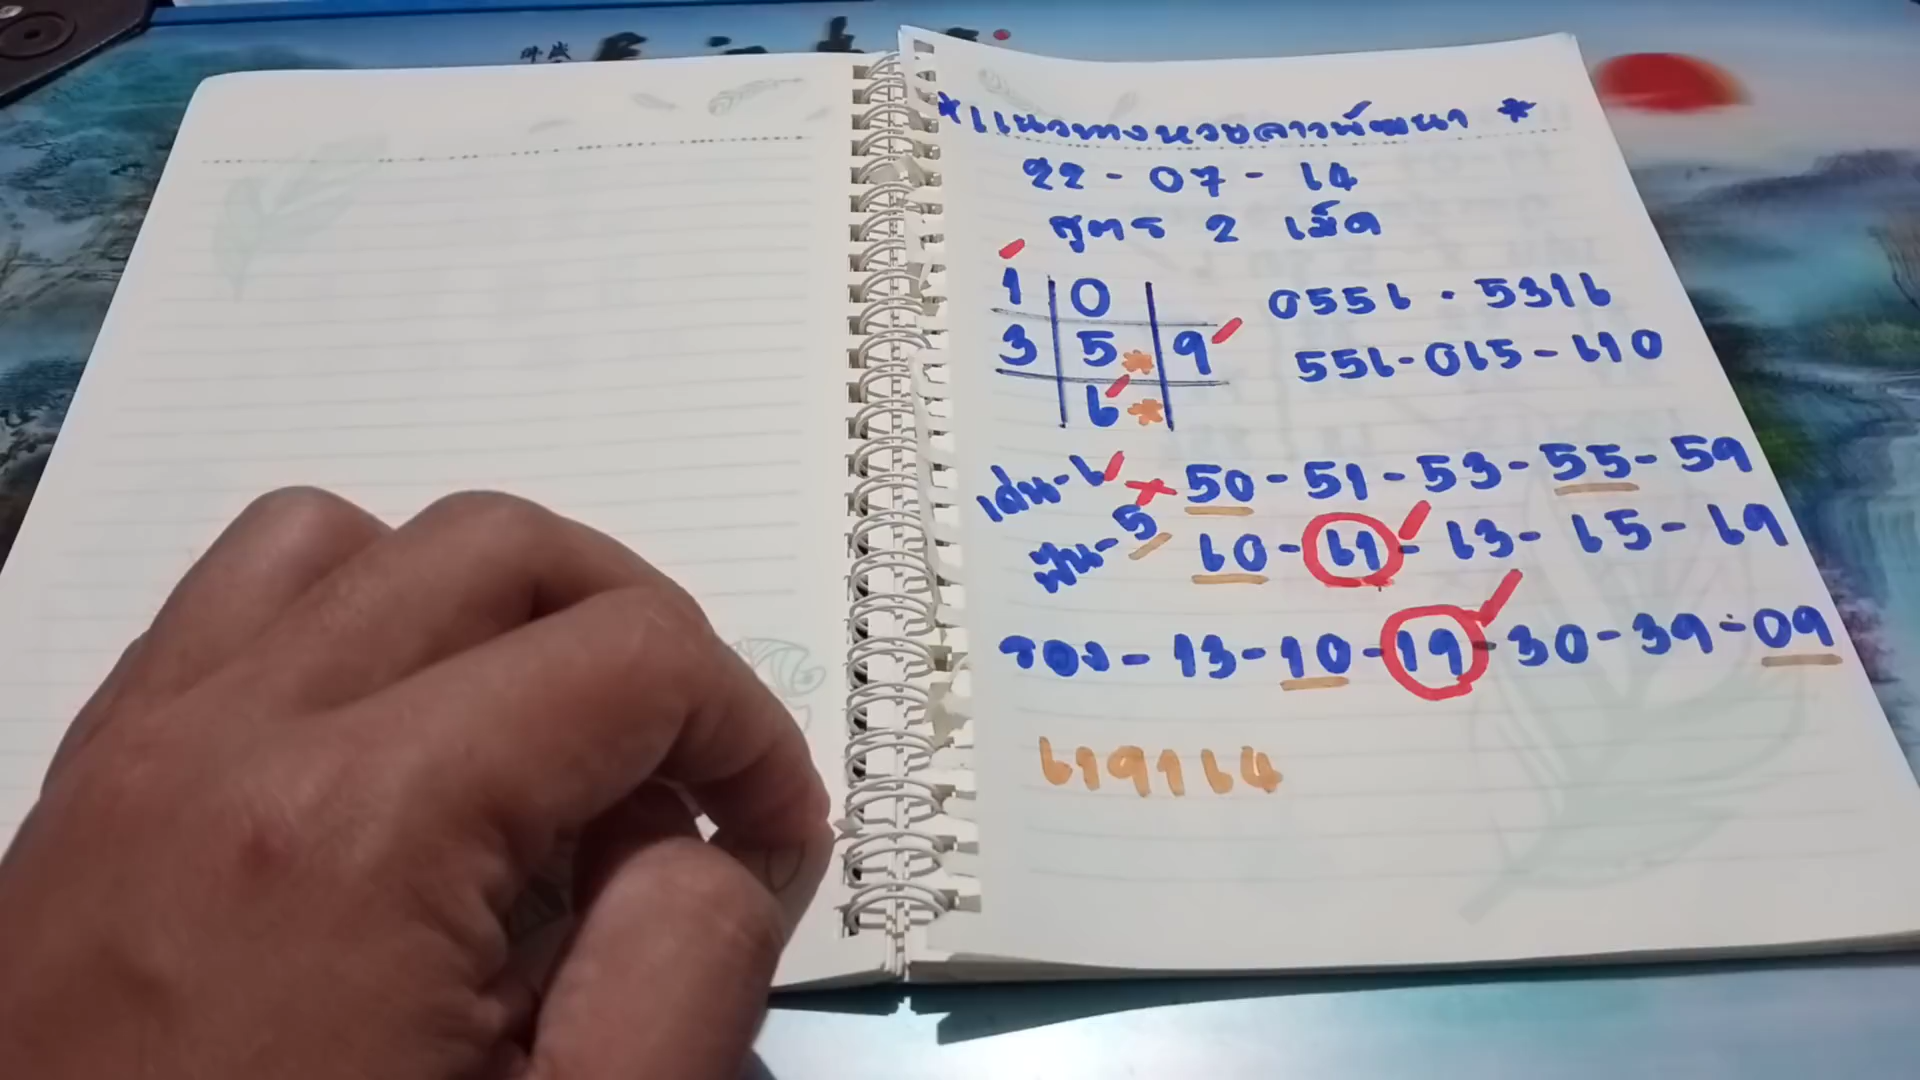 *แนวทางหวยลาวพัฒนา*
22-07-64
สูตร 2 เม็ด
1 0
3 5* 9
6*
0556 - 5316
556-065-610
เด่น-6
ฟัน-5
50-51-53-55-59
60-61-63-65-69
รอง-13-10-19-30-39-09
619164